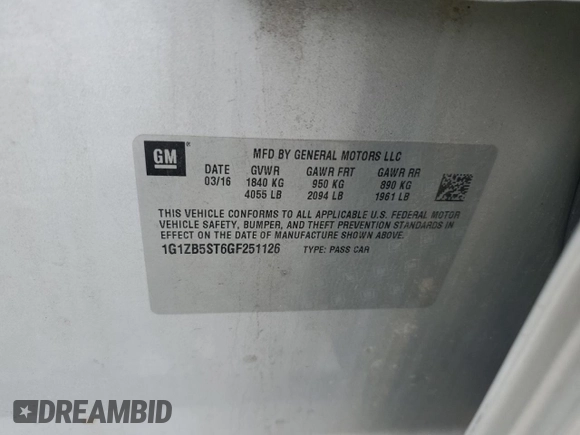 GM
MFD BY GENERAL MOTORS LLC
DATE GVWR GAWR FRT GAWR RR
03/16 1840 KG 950 KG 890 KG
4055 LB 2094 LB 1961 LB
THIS VEHICLE CONFORMS TO ALL APPLICABLE U.S. FEDERAL MOTOR
VEHICLE SAFETY, BUMPER, AND THEFT PREVENTION STANDARDS IN
EFFECT ON THE DATE OF MANUFACTURE SHOWN ABOVE.
1G1ZB5ST6GF251126 TYPE: PASS CAR
DREAMBID